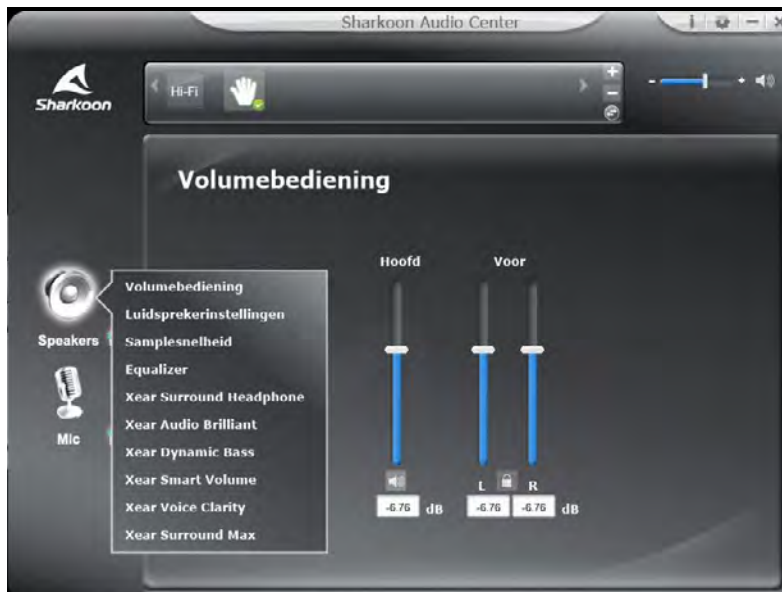 Sharkoon Audio Center
Sharkoon
Hi-Fi
Volumebediening
Hoofd Voor
Volumebediening
Luidsprekerinstellingen
Samplesnelheid
Equalizer
Xear Surround Headphone
Xear Audio Brilliant
Xear Dynamic Bass
Xear Smart Volume
Xear Voice Clarity
Xear Surround Max
Speakers
Mic
L R
-6.76 dB -6.76 -6.76 dB